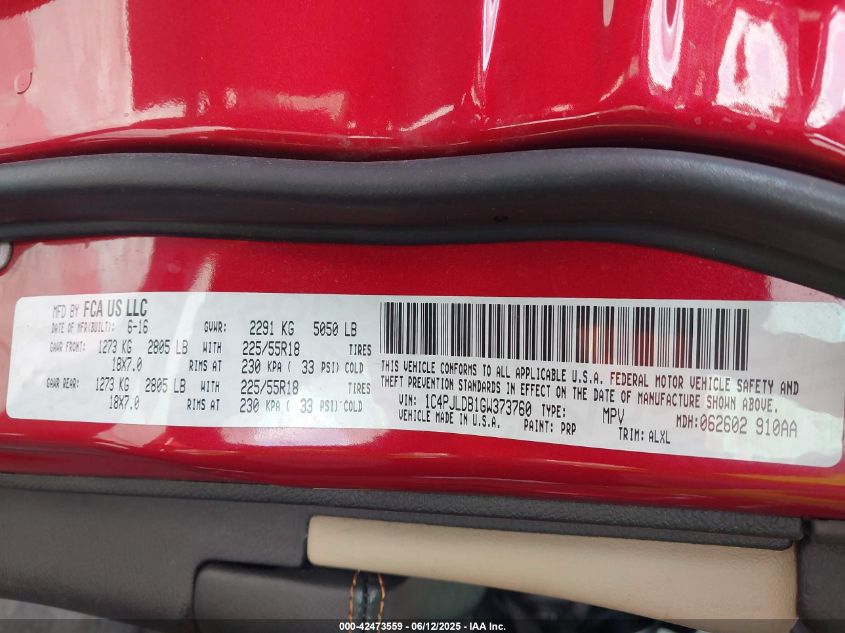 MFD BY FCA US LLC
DATE OF MFR(BUILT): 6-16 GVWR: 2291 KG 5050 LB
GAWR FRONT: 1273 KG 2805 LB WITH 225/55R18 TIRES
18X7.0 RIMS AT 230 KPA ( 33 PSI) COLD
GAWR REAR: 1273 KG 2805 LB WITH 225/55R18 TIRES
18X7.0 RIMS AT 230 KPA ( 33 PSI) COLD
THIS VEHICLE CONFORMS TO ALL APPLICABLE U.S.A. FEDERAL MOTOR VEHICLE SAFETY AND
THEFT PREVENTION STANDARDS IN EFFECT ON THE DATE OF MANUFACTURE SHOWN ABOVE.
VIN: 1C4PJLDB1GW373760 TYPE: MPV MDH: 062602 910AA
VEHICLE MADE IN U.S.A. PAINT: PRP TRIM: ALXL
000-42473559 - 06/12/2025 - IAA Inc.